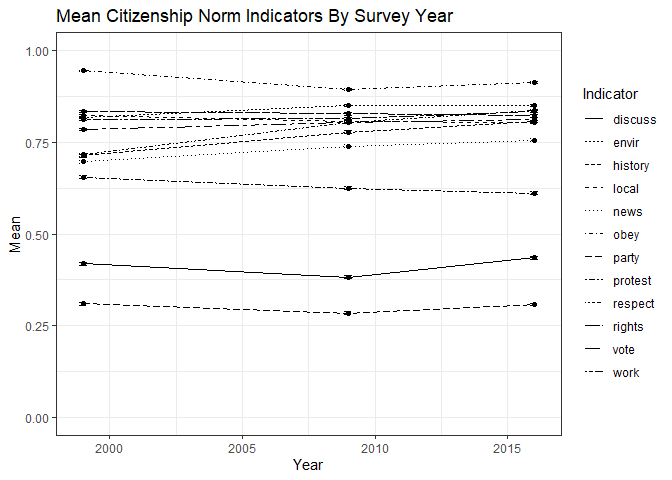 Mean Citizenship Norm Indicators By Survey Year
1.00
0.75
0.50
0.25
0.00
Mean
2000
2005
2010
2015
Year
Indicator
discuss
envir
history
local
news
obey
party
protest
respect
rights
vote
work